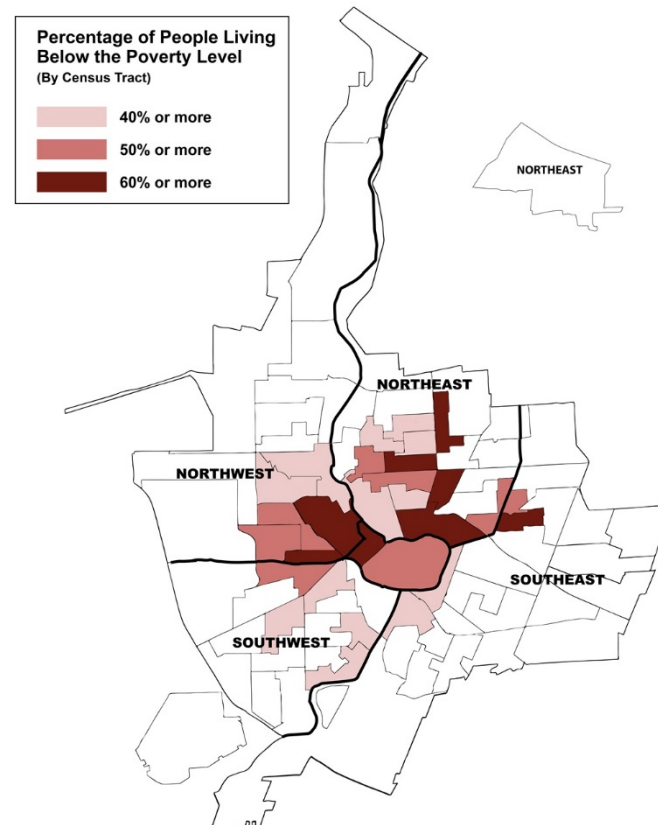 Percentage of People Living
Below the Poverty Level
(By Census Tract)
40% or more
50% or more
60% or more
NORTHEAST
NORTHEAST
NORTHWEST
SOUTHEAST
SOUTHWEST